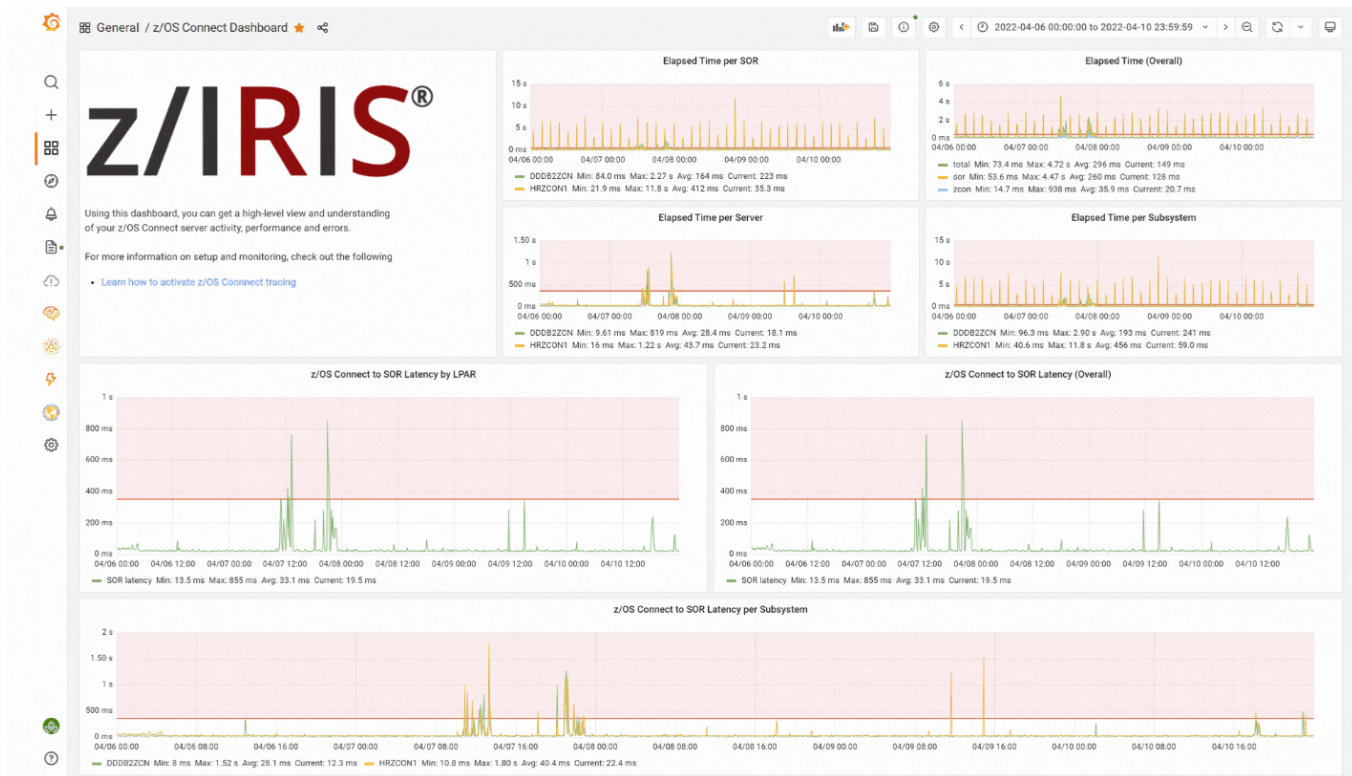 General / z/OS Connect Dashboard
2022-04-06 00:00:00 to 2022-04-10 23:59:59
z/IRIS®
Using this dashboard, you can get a high-level view and understanding
of your z/OS Connect server activity, performance and errors.
For more information on setup and monitoring, check out the following
• Learn how to activate z/OS Connnect tracing
Elapsed Time per SOR
15 s
10 s
5 s
0 ms
04/06 00:00 04/07 00:00 04/08 00:00 04/09 00:00 04/10 00:00
DDDB2ZCN Min: 84.0 ms Max: 2.27 s Avg: 164 ms Current: 223 ms
HRZCON1 Min: 21.9 ms Max: 11.8 s Avg: 412 ms Current: 35.3 ms
Elapsed Time (Overall)
6 s
4 s
2 s
0 ms
04/06 00:00 04/07 00:00 04/08 00:00 04/09 00:00 04/10 00:00
total Min: 73.4 ms Max: 4.72 s Avg: 296 ms Current: 149 ms
sor Min: 53.6 ms Max: 4.47 s Avg: 260 ms Current: 128 ms
zcon Min: 14.7 ms Max: 938 ms Avg: 35.9 ms Current: 20.7 ms
Elapsed Time per Server
1.50 s
1 s
500 ms
0 ms
04/06 00:00 04/07 00:00 04/08 00:00 04/09 00:00 04/10 00:00
DDDB2ZCN Min: 9.61 ms Max: 819 ms Avg: 28.4 ms Current: 18.1 ms
HRZCON1 Min: 16 ms Max: 1.22 s Avg: 43.7 ms Current: 23.2 ms
Elapsed Time per Subsystem
15 s
10 s
5 s
0 ms
04/06 00:00 04/07 00:00 04/08 00:00 04/09 00:00 04/10 00:00
DDDB2ZCN Min: 96.3 ms Max: 2.90 s Avg: 193 ms Current: 241 ms
HRZCON1 Min: 40.6 ms Max: 11.8 s Avg: 456 ms Current: 59.0 ms
z/OS Connect to SOR Latency by LPAR
1 s
800 ms
600 ms
400 ms
200 ms
0 ms
04/06 00:00 04/06 12:00 04/07 00:00 04/07 12:00 04/08 00:00 04/08 12:00 04/09 00:00 04/09 12:00 04/10 00:00 04/10 12:00
SOR latency Min: 13.5 ms Max: 855 ms Avg: 33.1 ms Current: 19.5 ms
z/OS Connect to SOR Latency (Overall)
1 s
800 ms
600 ms
400 ms
200 ms
0 ms
04/06 00:00 04/06 12:00 04/07 00:00 04/07 12:00 04/08 00:00 04/08 12:00 04/09 00:00 04/09 12:00 04/10 00:00 04/10 12:00
SOR latency Min: 13.5 ms Max: 855 ms Avg: 33.1 ms Current: 19.5 ms
z/OS Connect to SOR Latency per Subsystem
2 s
1.50 s
1 s
500 ms
0 ms
04/06 00:00 04/06 08:00 04/06 16:00 04/07 00:00 04/07 08:00 04/07 16:00 04/08 00:00 04/08 08:00 04/08 16:00 04/09 00:00 04/09 08:00 04/09 16:00 04/10 00:00 04/10 08:00 04/10 16:00
DDDB2ZCN Min: 8 ms Max: 1.52 s Avg: 28.1 ms Current: 12.3 ms HRZCON1 Min: 10.8 ms Max: 1.80 s Avg: 40.4 ms Current: 22.4 ms